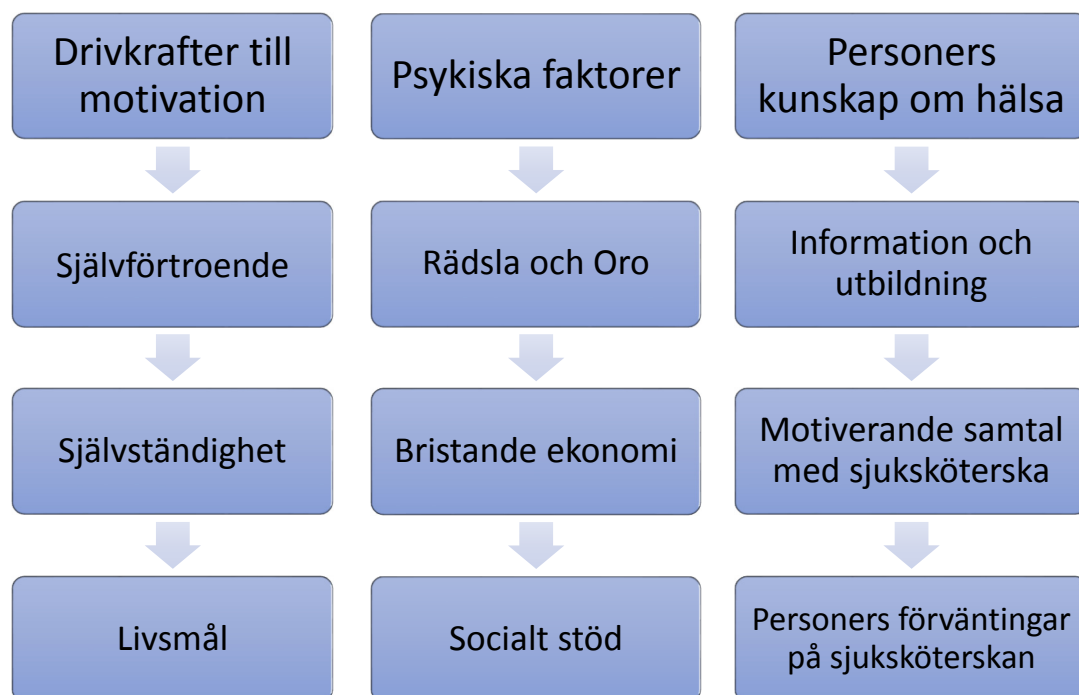 Drivkrafter till
motivation
Självförtroende
Självständighet
Livsmål
Psykiska faktorer
Rädsla och Oro
Bristande ekonomi
Socialt stöd
Personers
kunskap om hälsa
Information och
utbildning
Motiverande samtal
med sjuksköterska
Personers förväntingar
på sjuksköterskan